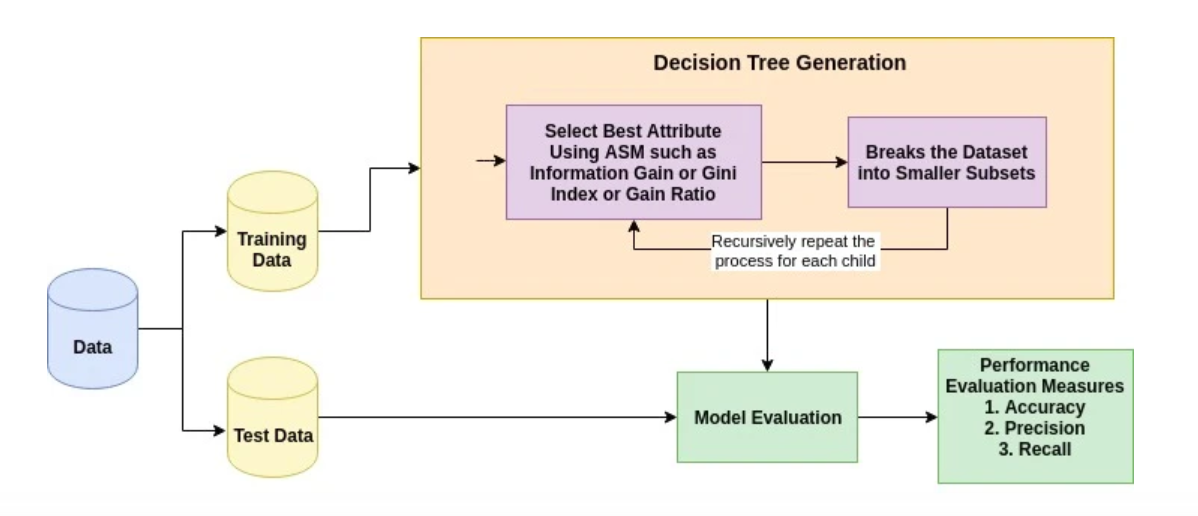 Decision Tree Generation
Select Best Attribute
Using ASM such as
Information Gain or Gini
Index or Gain Ratio
Breaks the Dataset
into Smaller Subsets
Recursively repeat the
process for each child
Training
Data
Data
Test Data
Model Evaluation
Performance
Evaluation Measures
1. Accuracy
2. Precision
3. Recall